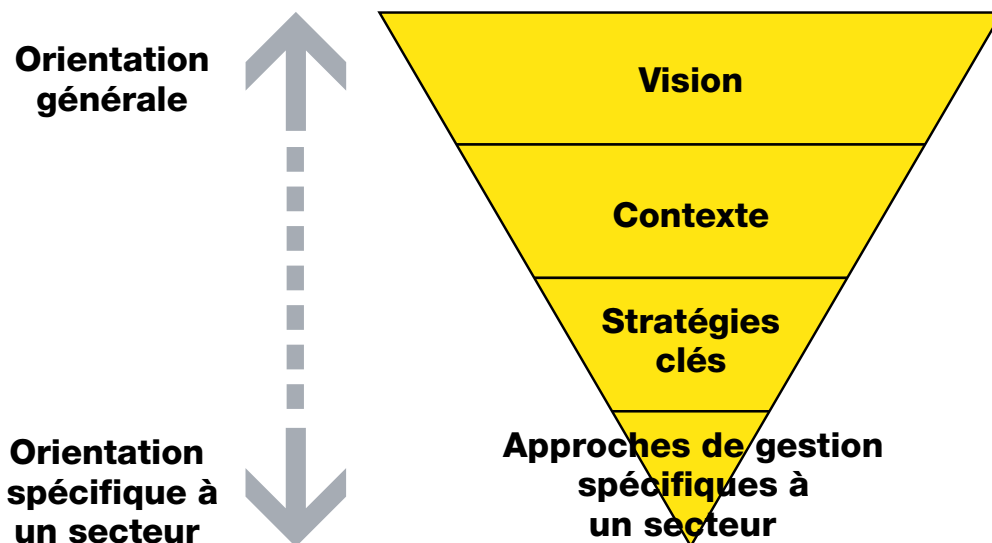 Orientation
générale
Vision
Contexte
Stratégies
clés
Orientation
spécifique à
un secteur
Approches de gestion
spécifiques à
un secteur